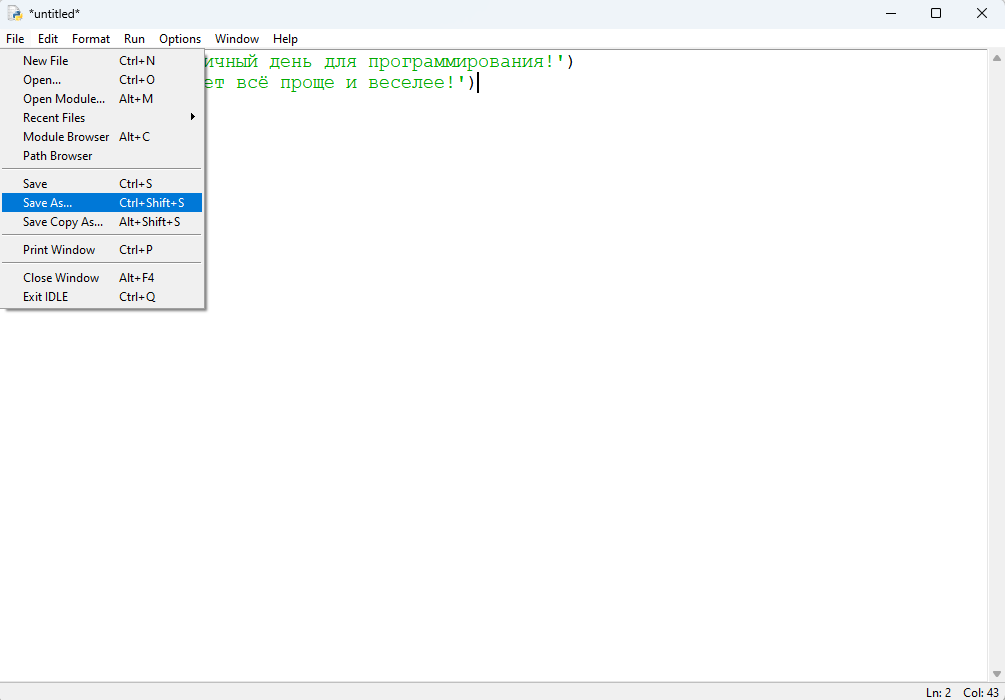 *untitled*
File Edit Format Run Options Window Help
ичный день для программирования!')
ет всё проще и веселее!')
New File Ctrl+N
Open... Ctrl+O
Open Module... Alt+M
Recent Files
Module Browser Alt+C
Path Browser
Save Ctrl+S
Save As... Ctrl+Shift+S
Save Copy As... Alt+Shift+S
Print Window Ctrl+P
Close Window Alt+F4
Exit IDLE Ctrl+Q
Ln: 2 Col: 43